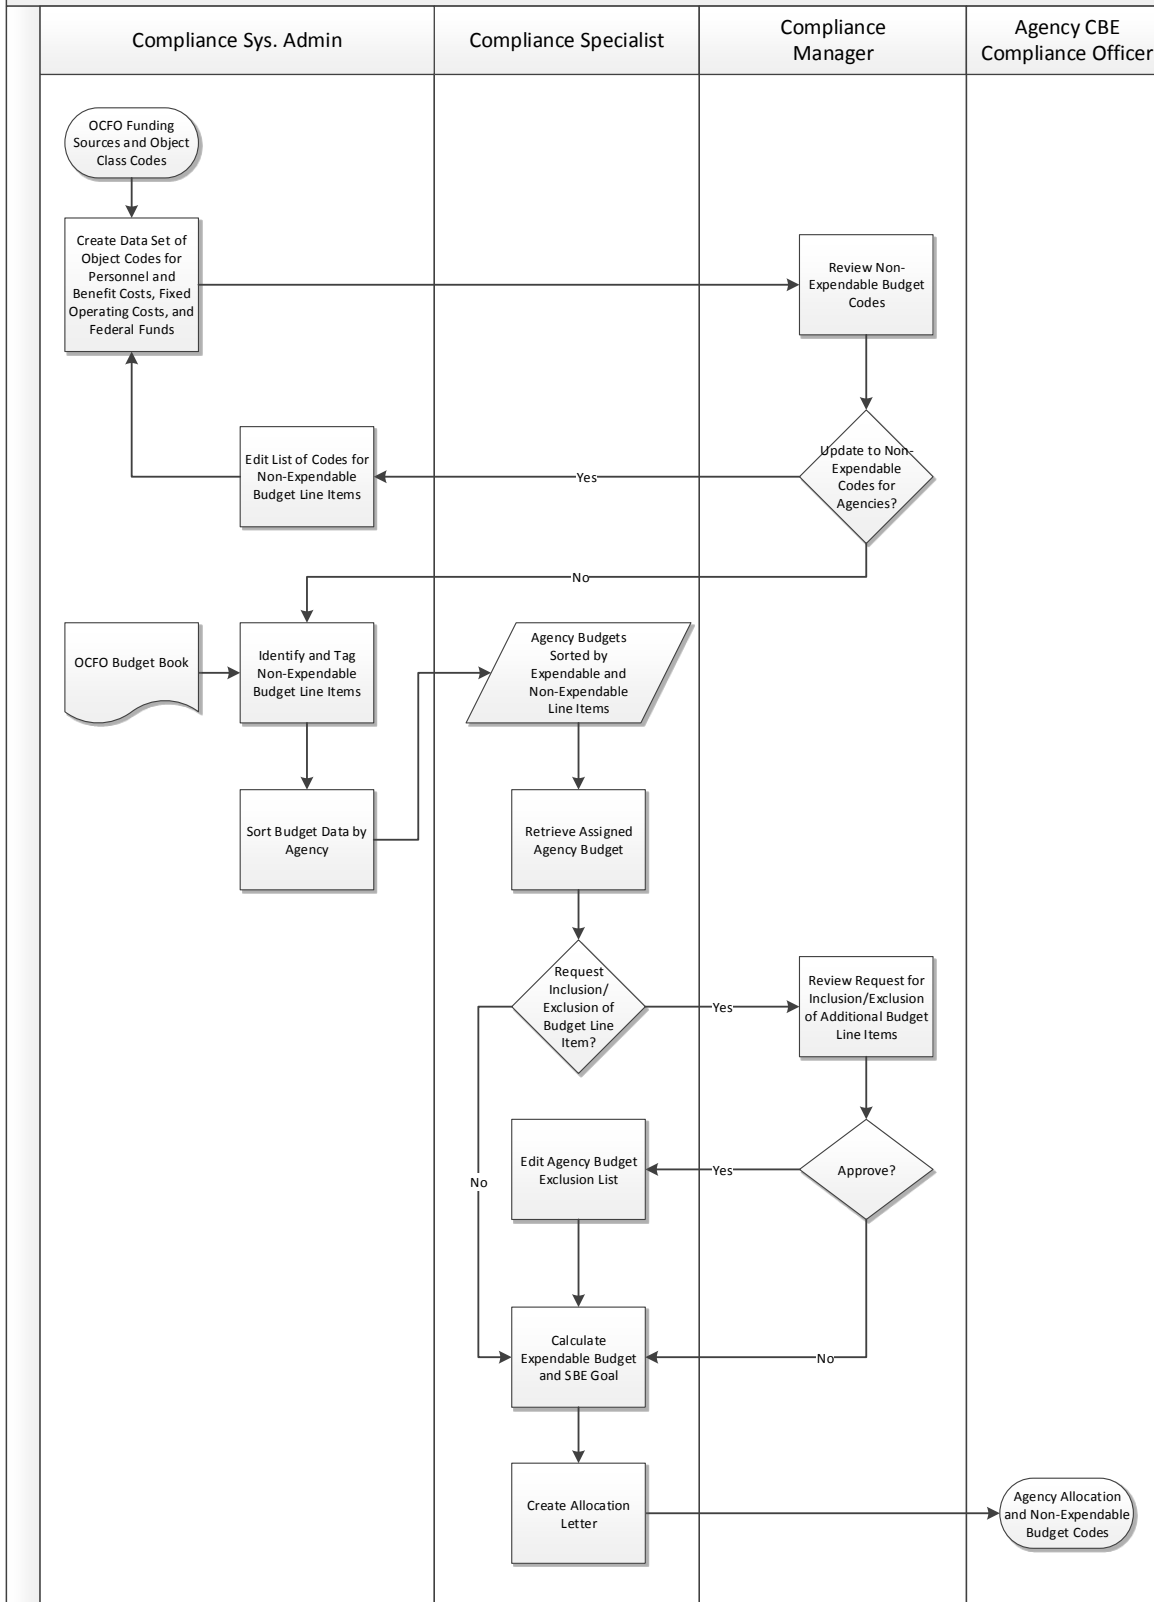 Compliance Sys. Admin
Compliance Specialist
Compliance
Manager
Agency CBE
Compliance Officer
OCFO Funding
Sources and Object
Class Codes
Create Data Set of
Object Codes for
Personnel and
Benefit Costs, Fixed
Operating Costs, and
Federal Funds
Review Non-
Expendable Budget
Codes
Update to Non-
Expendable
Codes for
Agencies?
Yes
Edit List of Codes for
Non-Expendable
Budget Line Items
No
OCFO Budget Book
Identify and Tag
Non-Expendable
Budget Line Items
Agency Budgets
Sorted by
Expendable and
Non-Expendable
Line Items
Sort Budget Data by
Agency
Retrieve Assigned
Agency Budget
Request
Inclusion/
Exclusion of
Budget Line
Item?
Yes
Review Request for
Inclusion/Exclusion
of Additional Budget
Line Items
Approve?
Yes
Edit Agency Budget
Exclusion List
No
No
Calculate
Expendable Budget
and SBE Goal
Create Allocation
Letter
Agency Allocation
and Non-Expendable
Budget Codes